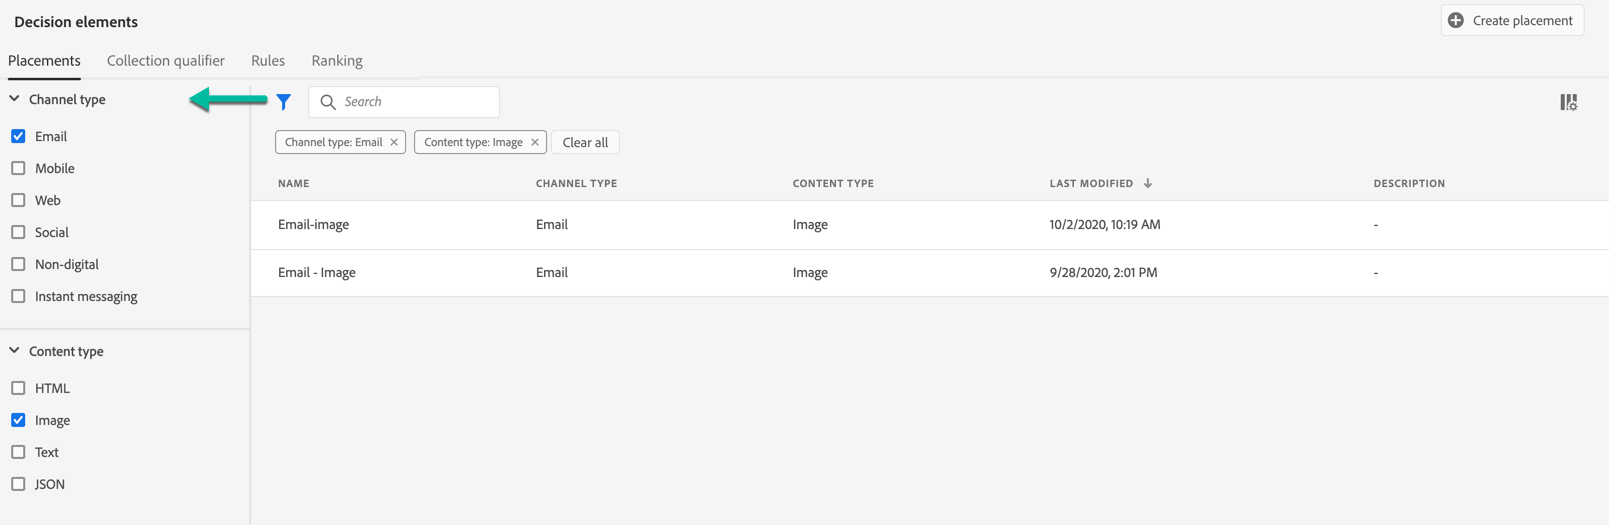 Decision elements
Create placement
Placements Collection qualifier Rules Ranking
Channel type
Search
Email
Channel type: Email Content type: Image Clear all
Mobile
NAME CHANNEL TYPE CONTENT TYPE LAST MODIFIED DESCRIPTION
Web
Email-image Email Image 10/2/2020, 10:19 AM -
Social
Non-digital
Email - Image Email Image 9/28/2020, 2:01 PM -
Instant messaging
Content type
HTML
Image
Text
JSON